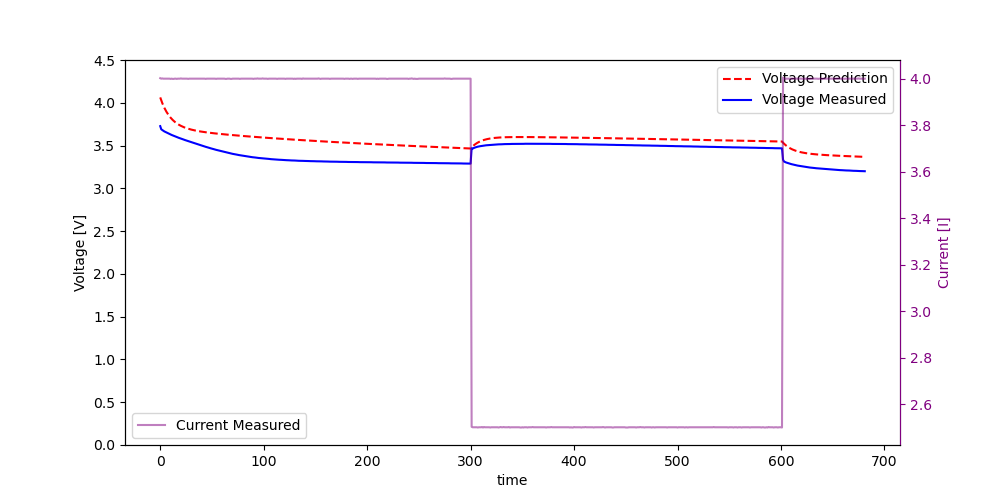 Voltage Prediction
Voltage Measured
Current Measured
4.5
4.0
3.5
3.0
2.5
2.0
1.5
1.0
0.5
0.0
Voltage [V]
0 100 200 300 400 500 600 700
time
4.0
3.8
3.6
3.4
3.2
3.0
2.8
2.6
Current [I]